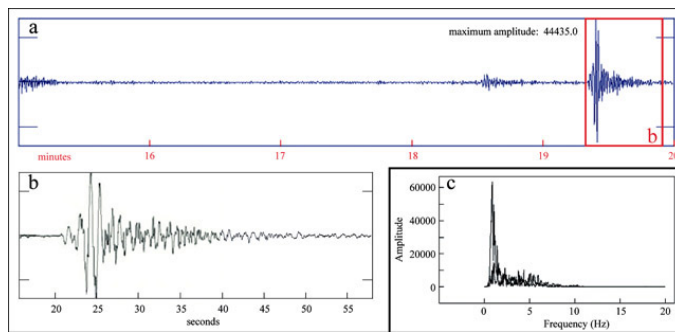 a
maximum amplitude: 44435.0
b
minutes 16 17 18 19 20
b
20 25 30 35 40 45 50 55
seconds
c
60000
40000
20000
0
Amplitude
0 5 10 15 20
Frequency (Hz)